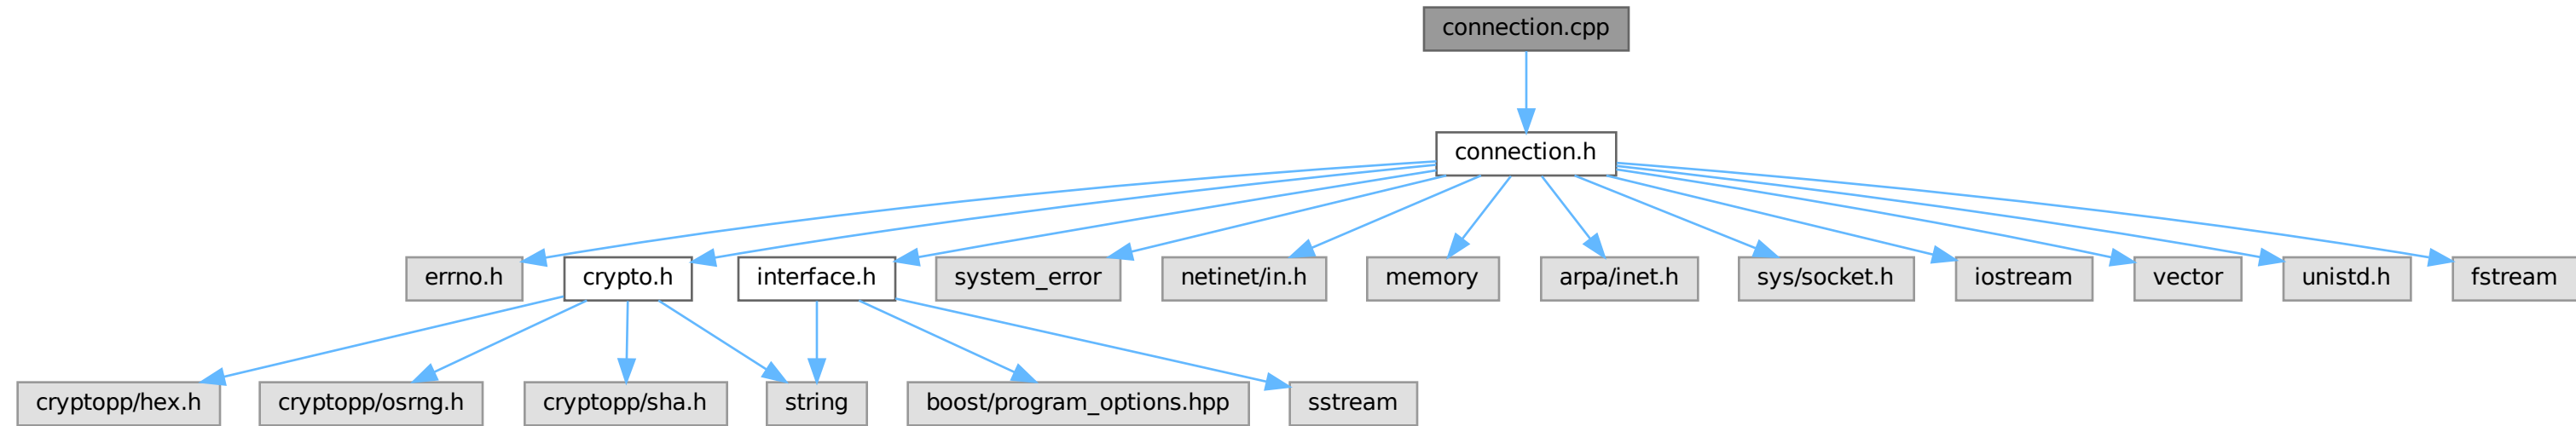 connection.cpp
connection.h
errno.h
crypto.h
interface.h
system_error
netinet/in.h
memory
arpa/inet.h
sys/socket.h
iostream
vector
unistd.h
fstream
cryptopp/hex.h
cryptopp/osrng.h
cryptopp/sha.h
string
boost/program_options.hpp
sstream